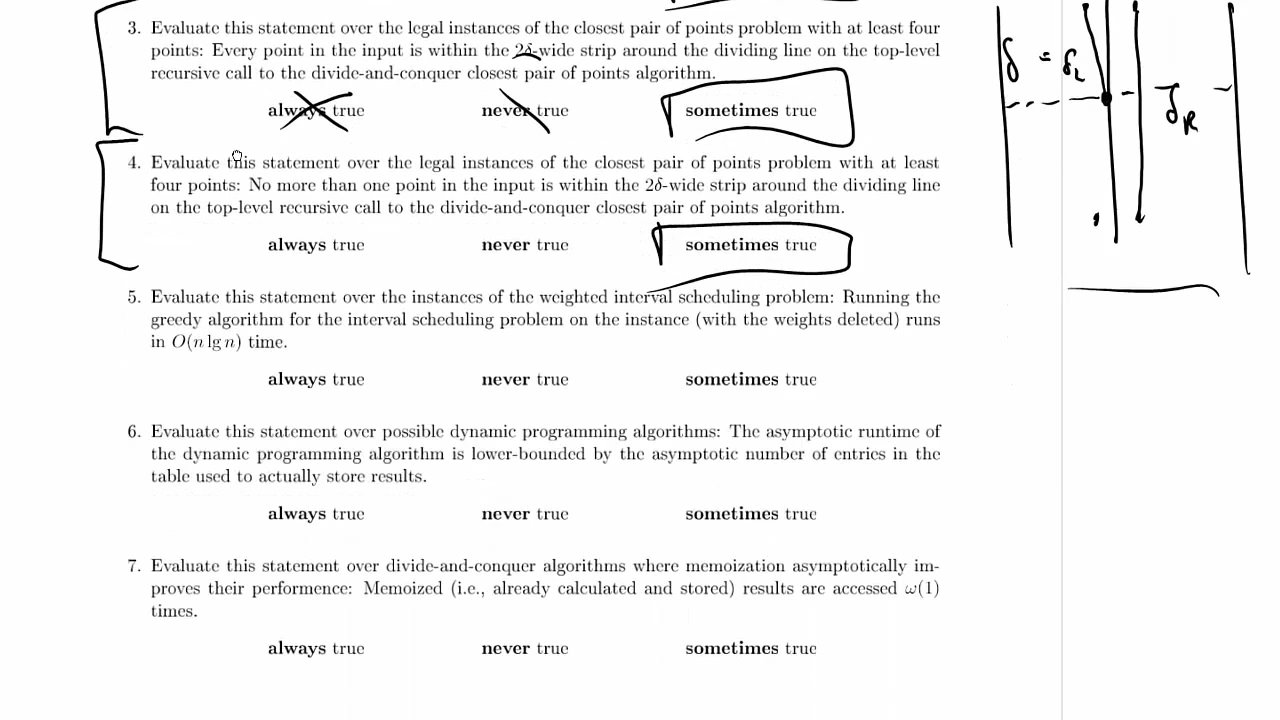 3. Evaluate this statement over the legal instances of the closest pair of points problem with at least four
points: Every point in the input is within the 2δ-wide strip around the dividing line on the top-level
recursive call to the divide-and-conquer closest pair of points algorithm.
always true never true sometimes true
4. Evaluate this statement over the legal instances of the closest pair of points problem with at least
four points: No more than one point in the input is within the 2δ-wide strip around the dividing line
on the top-level recursive call to the divide-and-conquer closest pair of points algorithm.
always true never true sometimes true
5. Evaluate this statement over the instances of the weighted interval scheduling problem: Running the
greedy algorithm for the interval scheduling problem on the instance (with the weights deleted) runs
in O(n lg n) time.
always true never true sometimes true
6. Evaluate this statement over possible dynamic programming algorithms: The asymptotic runtime of
the dynamic programming algorithm is lower-bounded by the asymptotic number of entries in the
table used to actually store results.
always true never true sometimes true
7. Evaluate this statement over divide-and-conquer algorithms where memoization asymptotically im-
proves their performence: Memoized (i.e., already calculated and stored) results are accessed ω(1)
times.
always true never true sometimes true
δ = δL
δR